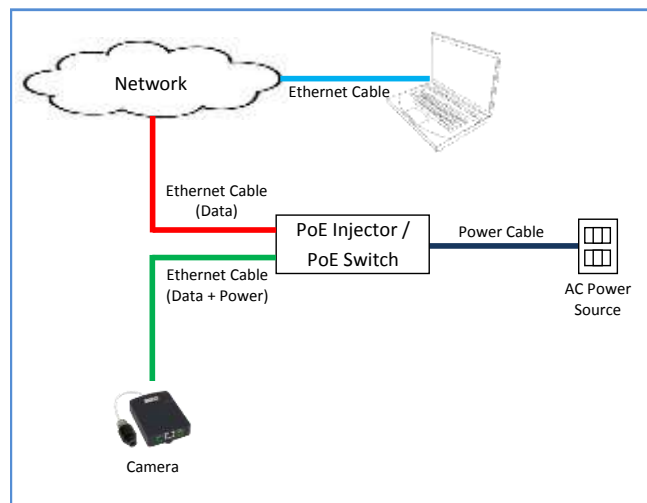 Network
Ethernet Cable
Ethernet Cable
(Data)
PoE Injector /
PoE Switch
Power Cable
Ethernet Cable
(Data + Power)
AC Power
Source
Camera